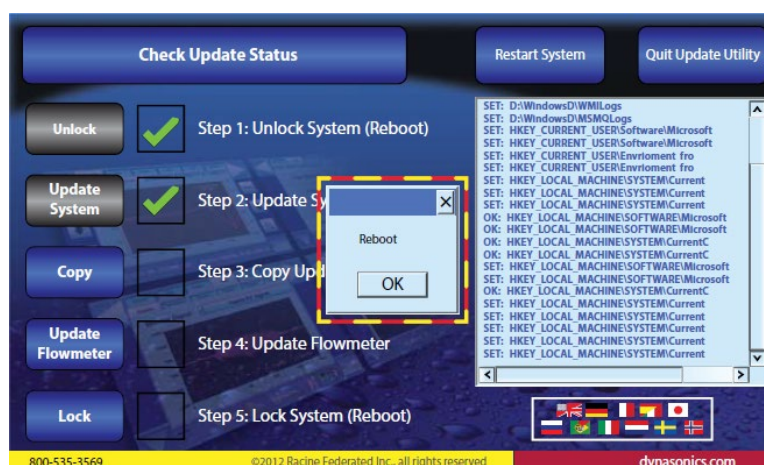 Check Update Status
Restart System
Quit Update Utility
Unlock
Step 1: Unlock System (Reboot)
Update
System
Step 2: Update Sy
Copy
Step 3: Copy Upd
Update
Flowmeter
Step 4: Update Flowmeter
Lock
Step 5: Lock System (Reboot)
Reboot
OK
SET: D:\WindowsD\WMILogs
SET: D:\WindowsD\MSMQLogs
SET: HKEY_CURRENT_USER\Software\Microsoft
SET: HKEY_CURRENT_USER\Software\Microsoft
SET: HKEY_CURRENT_USER\Envrioment fro
SET: HKEY_CURRENT_USER\Envrioment fro
SET: HKEY_LOCAL_MACHINE\SYSTEM\Current
SET: HKEY_LOCAL_MACHINE\SYSTEM\Current
SET: HKEY_LOCAL_MACHINE\SYSTEM\Current
OK: HKEY_LOCAL_MACHINE\SOFTWARE\Microsoft
OK: HKEY_LOCAL_MACHINE\SOFTWARE\Microsoft
OK: HKEY_LOCAL_MACHINE\SYSTEM\CurrentC
OK: HKEY_LOCAL_MACHINE\SYSTEM\CurrentC
SET: HKEY_LOCAL_MACHINE\SOFTWARE\Microsoft
SET: HKEY_LOCAL_MACHINE\SOFTWARE\Microsoft
OK: HKEY_LOCAL_MACHINE\SYSTEM\CurrentC
SET: HKEY_LOCAL_MACHINE\SYSTEM\Current
SET: HKEY_LOCAL_MACHINE\SYSTEM\Current
SET: HKEY_LOCAL_MACHINE\SYSTEM\Current
SET: HKEY_LOCAL_MACHINE\SYSTEM\Current
SET: HKEY_LOCAL_MACHINE\SYSTEM\Current
800-535-3569
©2012 Racine Federated Inc., all rights reserved
dynasonics.com